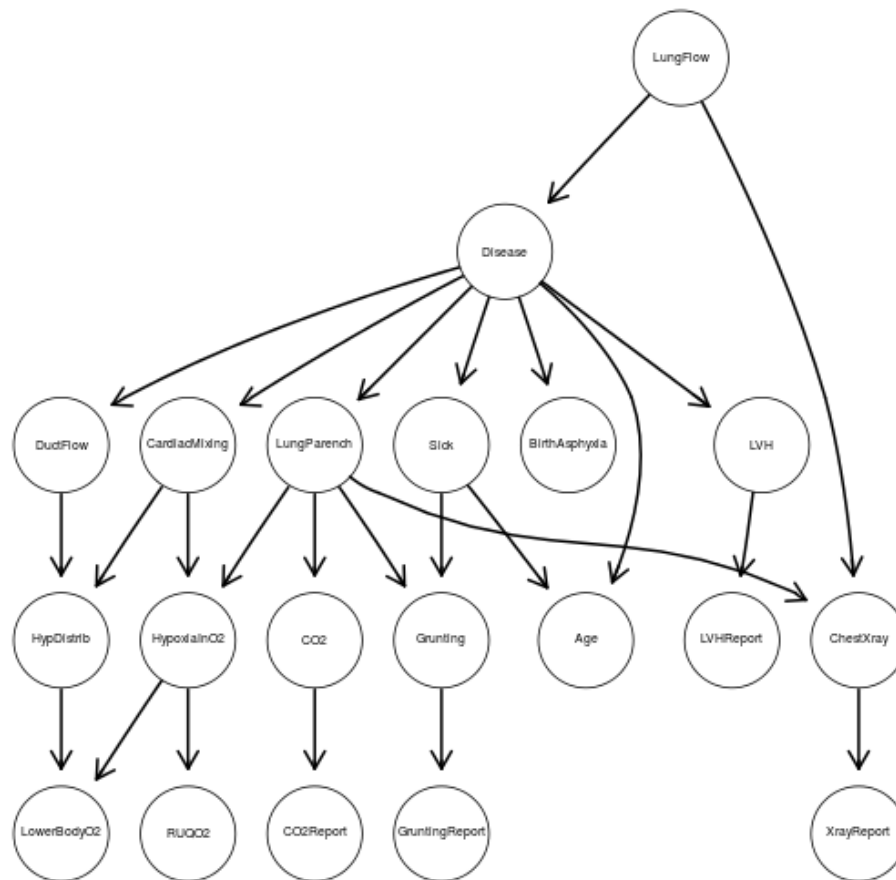 LungFlow
Disease
DuctFlow
CardiacMixing
LungParench
Sick
BirthAsphyxia
LVH
HypDistrib
HypoxiaInO2
CO2
Grunting
Age
LVHReport
ChestXray
LowerBodyO2
RUQO2
CO2Report
GruntingReport
XrayReport